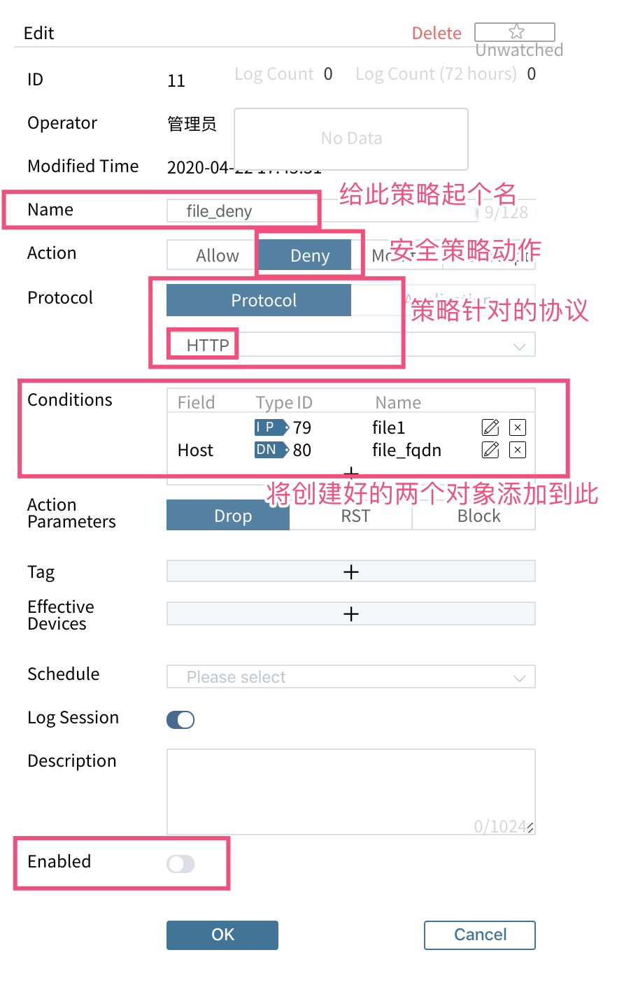 Edit
Delete
Unwatched
ID
11
Log Count 0 Log Count (72 hours) 0
Operator
管理员
No Data
Modified Time
2020-04-22
给此策略起个名
Name
file_deny
9/128
Action
Allow
Deny
安全策略动作
Protocol
Protocol
策略针对的协议
HTTP
Conditions
Field Type ID Name
IP 79 file1
Host DN 80 file_fqdn
+
将创建好的两个对象添加到此
Action
Parameters
Drop RST Block
Tag
+
Effective
Devices
+
Schedule
Please select
Log Session
Description
0/1024
Enabled
OK
Cancel